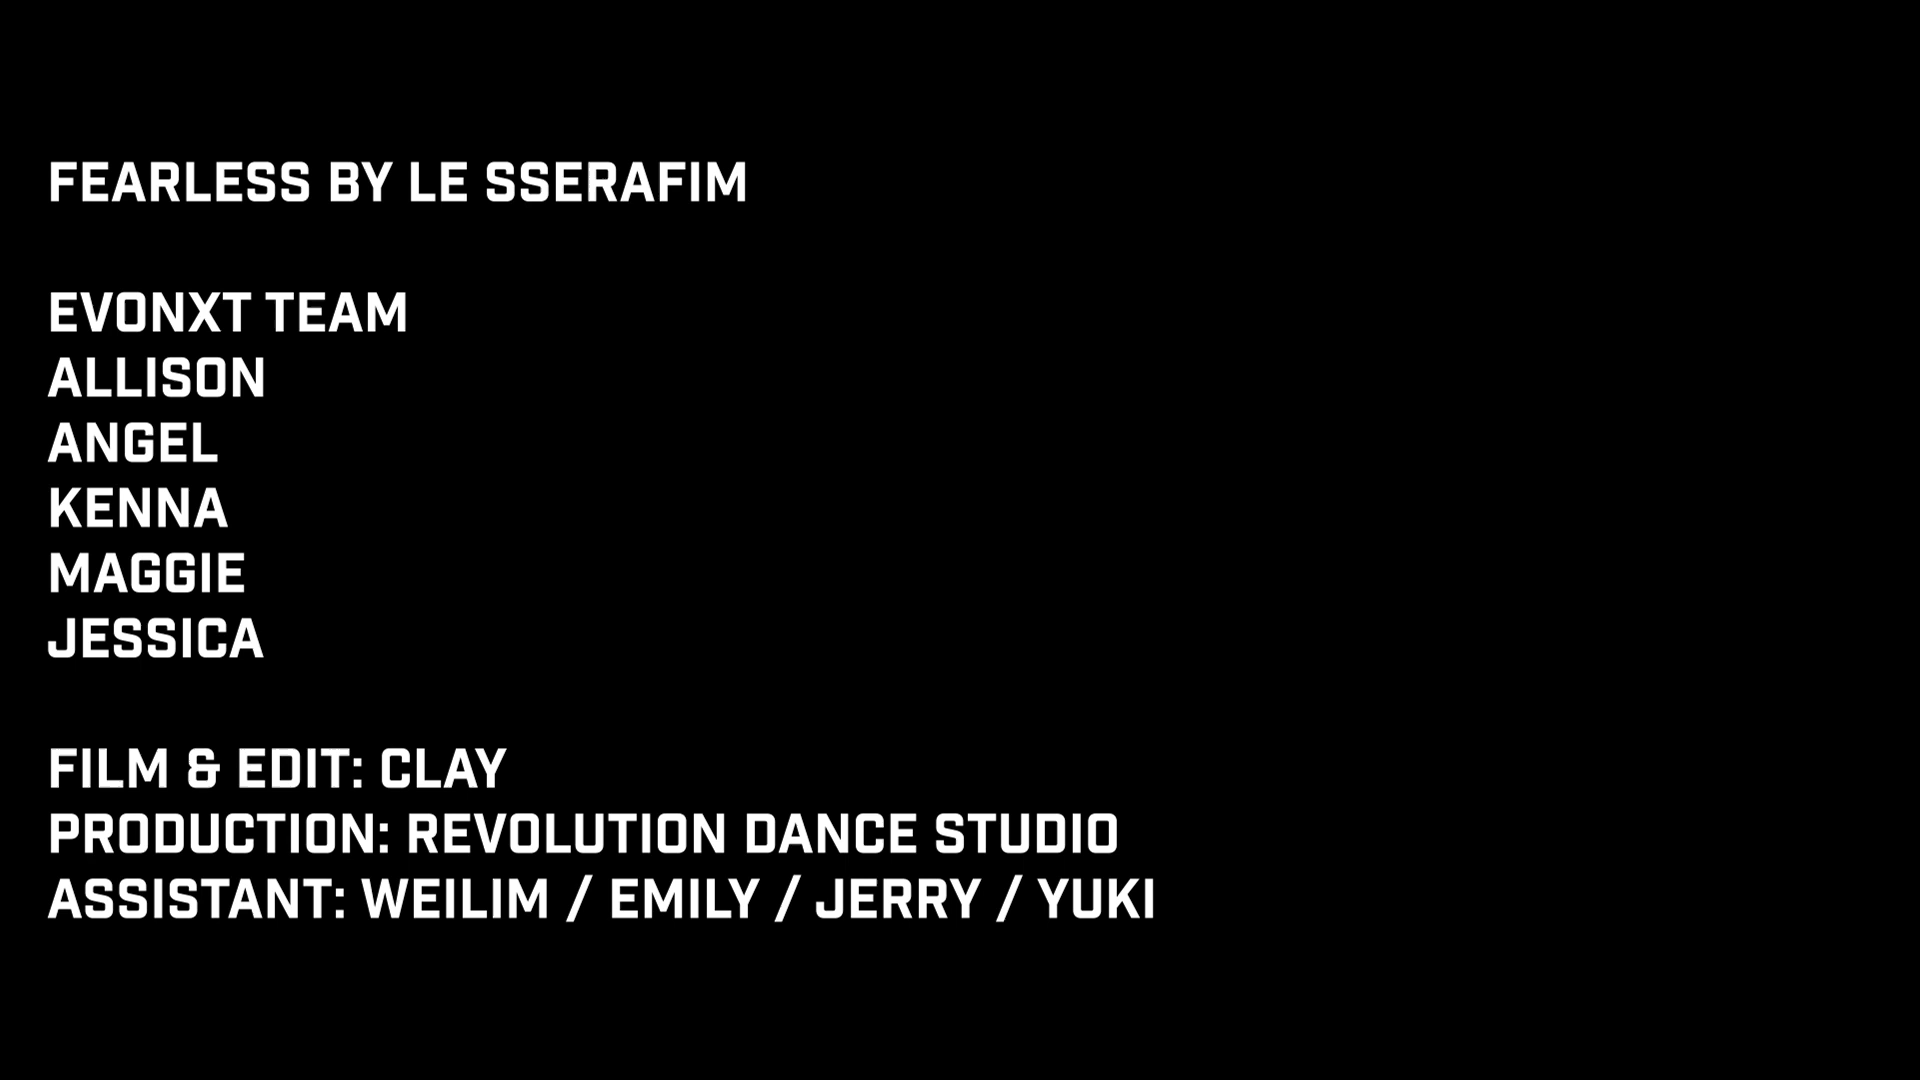 FEARLESS BY LE SSERAFIM
EVONXT TEAM
ALLISON
ANGEL
KENNA
MAGGIE
JESSICA
FILM & EDIT: CLAY
PRODUCTION: REVOLUTION DANCE STUDIO
ASSISTANT: WEILIM / EMILY / JERRY / YUKI